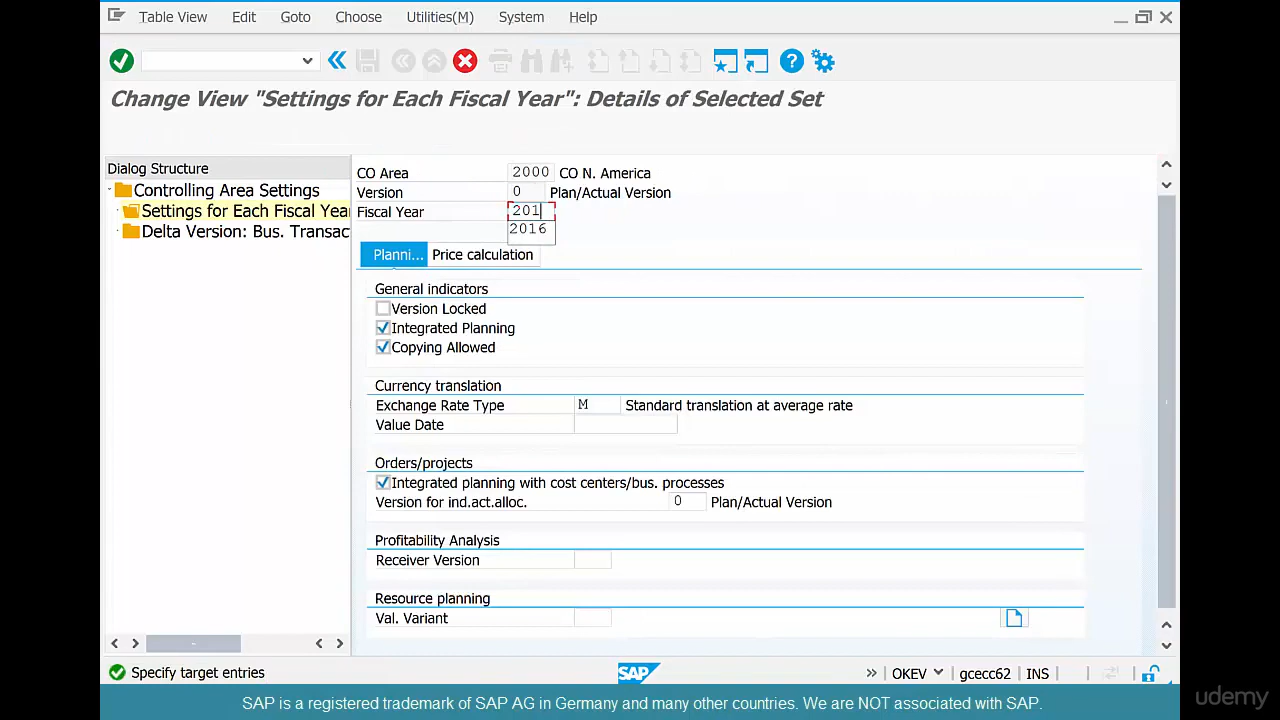 Table View Edit Goto Choose Utilities(M) System Help
Change View "Settings for Each Fiscal Year": Details of Selected Set
Dialog Structure
Controlling Area Settings
Settings for Each Fiscal Yea
Delta Version: Bus. Transac
CO Area 2000 CO N. America
Version 0 Plan/Actual Version
Fiscal Year 201
2016
Planni... Price calculation
General indicators
Version Locked
Integrated Planning
Copying Allowed
Currency translation
Exchange Rate Type M Standard translation at average rate
Value Date
Orders/projects
Integrated planning with cost centers/bus. processes
Version for ind.act.alloc. 0 Plan/Actual Version
Profitability Analysis
Receiver Version
Resource planning
Val. Variant
Specify target entries SAP OKEV gcecc62 INS
SAP is a registered trademark of SAP AG in Germany and many other countries. We are NOT associated with SAP.
udemy